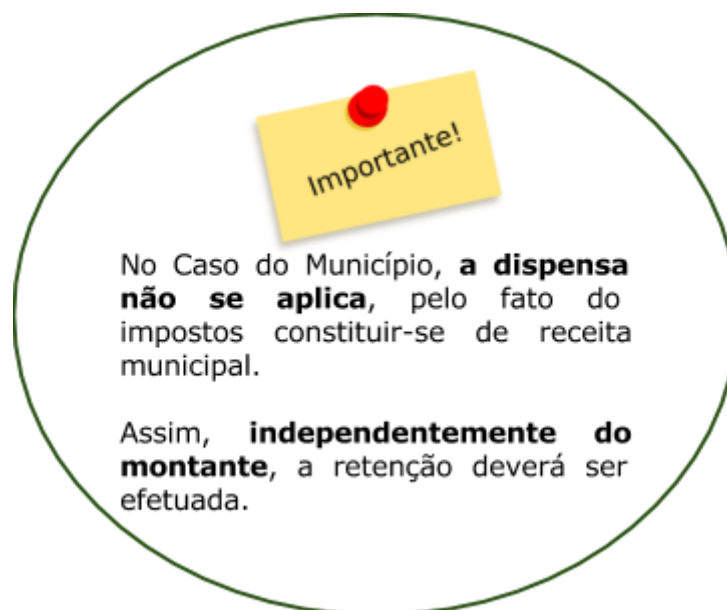 Importante!
No Caso do Município, a dispensa
não se aplica, pelo fato do
impostos constituir-se de receita
municipal.
Assim, independentemente do
montante, a retenção deverá ser
efetuada.